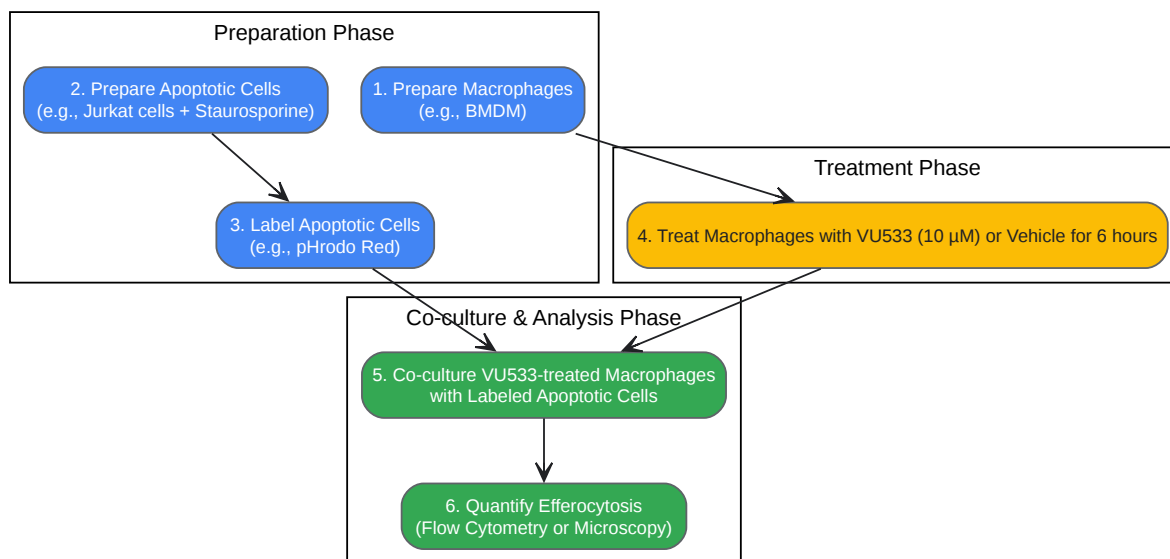 Preparation Phase
2. Prepare Apoptotic Cells
(e.g., Jurkat cells + Staurosporine)
1. Prepare Macrophages
(e.g., BMDM)
3. Label Apoptotic Cells
(e.g., pHrodo Red)
Treatment Phase
4. Treat Macrophages with VU533 (10 µM) or Vehicle for 6 hours
Co-culture & Analysis Phase
5. Co-culture VU533-treated Macrophages
with Labeled Apoptotic Cells
6. Quantify Efferocytosis
(Flow Cytometry or Microscopy)